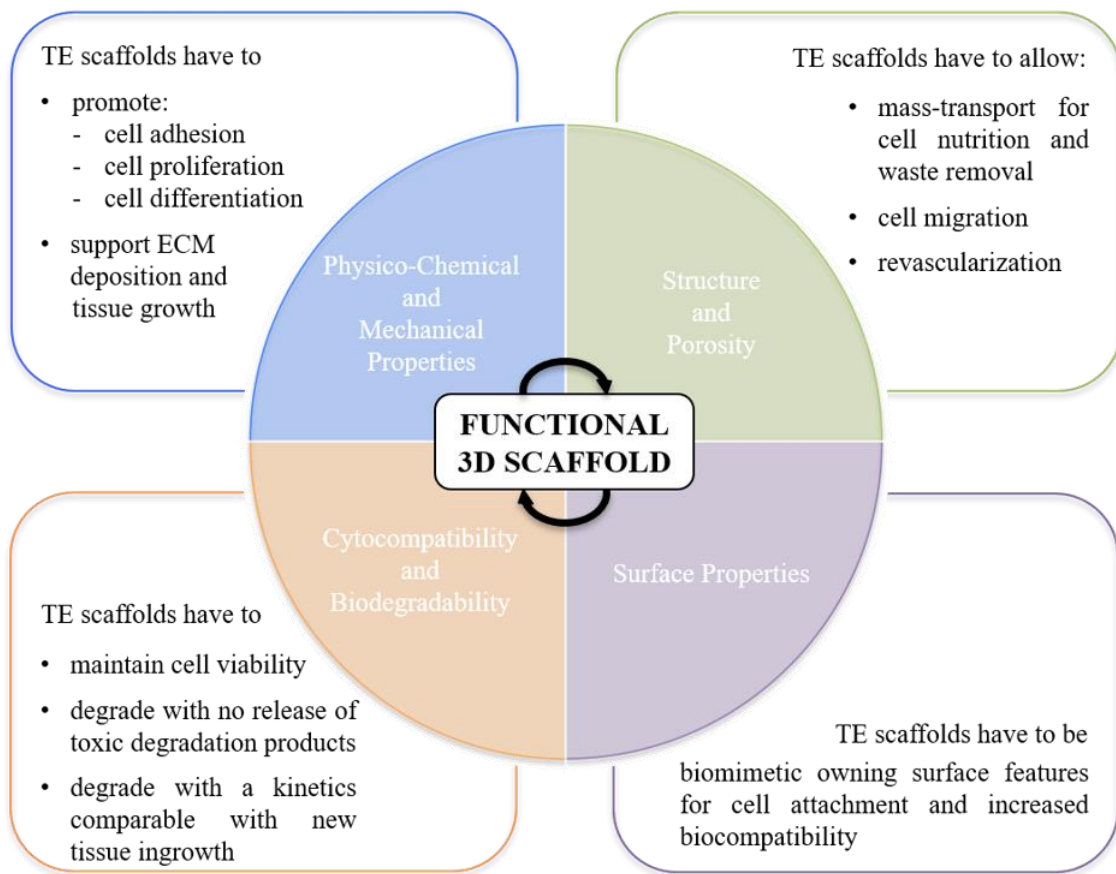 TE scaffolds have to
• promote:
- cell adhesion
- cell proliferation
- cell differentiation
• support ECM
deposition and
tissue growth
TE scaffolds have to allow:
• mass-transport for
cell nutrition and
waste removal
• cell migration
• revascularization
Physico-Chemical
and
Mechanical
Properties
Structure
and
Porosity
FUNCTIONAL
3D SCAFFOLD
Cytocompatibility
and
Biodegradability
Surface Properties
TE scaffolds have to
• maintain cell viability
• degrade with no release of
toxic degradation products
• degrade with a kinetics
comparable with new
tissue ingrowth
TE scaffolds have to be
biomimetic owning surface features
for cell attachment and increased
biocompatibility